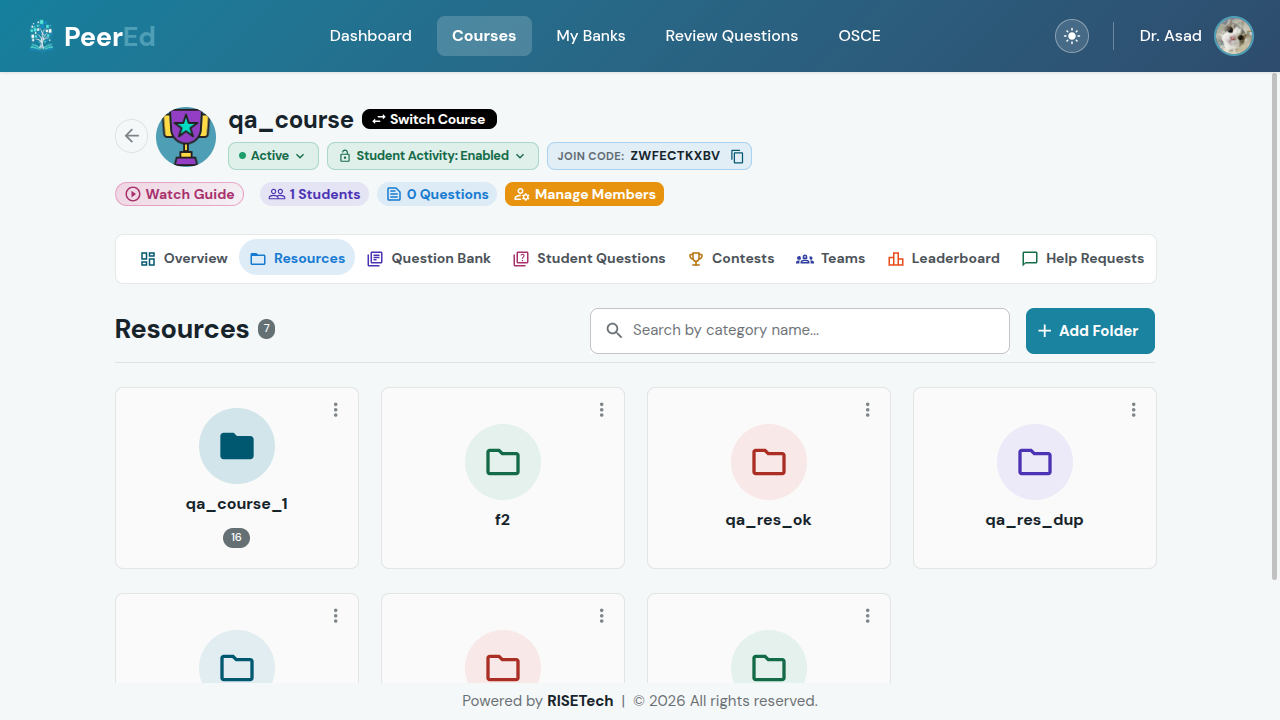 PeerEd
Dashboard
Courses
My Banks
Review Questions
OSCE
Dr. Asad
qa_course
Switch Course
Active
Student Activity: Enabled
JOIN CODE: ZWFECTKXBV
Watch Guide
1 Students
0 Questions
Manage Members
Overview
Resources
Question Bank
Student Questions
Contests
Teams
Leaderboard
Help Requests
Resources 7
Search by category name...
Add Folder
qa_course_1
16
f2
qa_res_ok
qa_res_dup
Powered by RISETech | © 2026 All rights reserved.